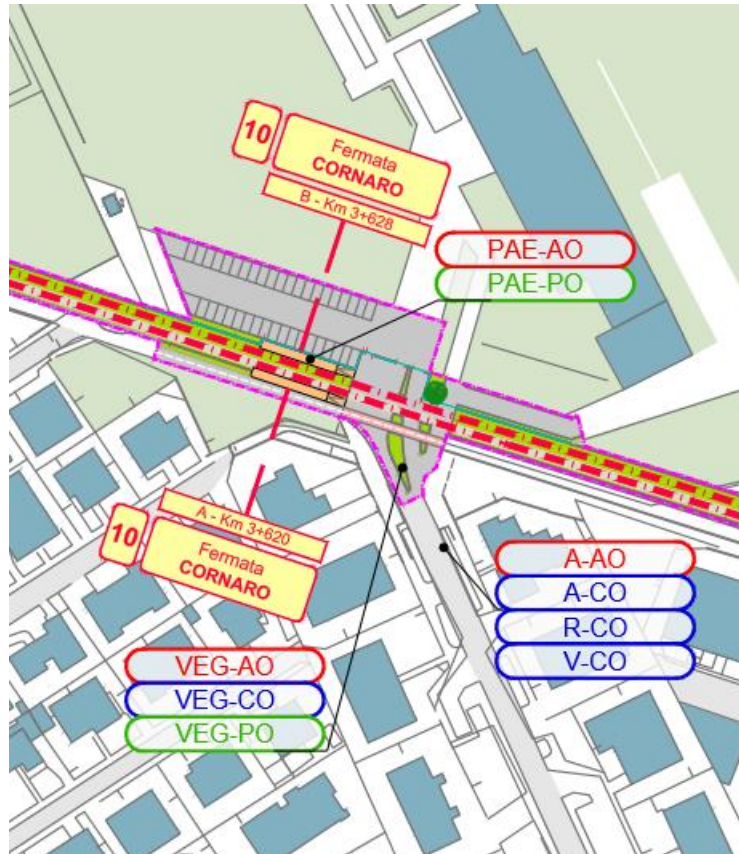 10
Fermata
CORNARO
B - Km 3+628
PAE-AO
PAE-PO
A - Km 3+620
10
Fermata
CORNARO
A-AO
A-CO
R-CO
V-CO
VEG-AO
VEG-CO
VEG-PO